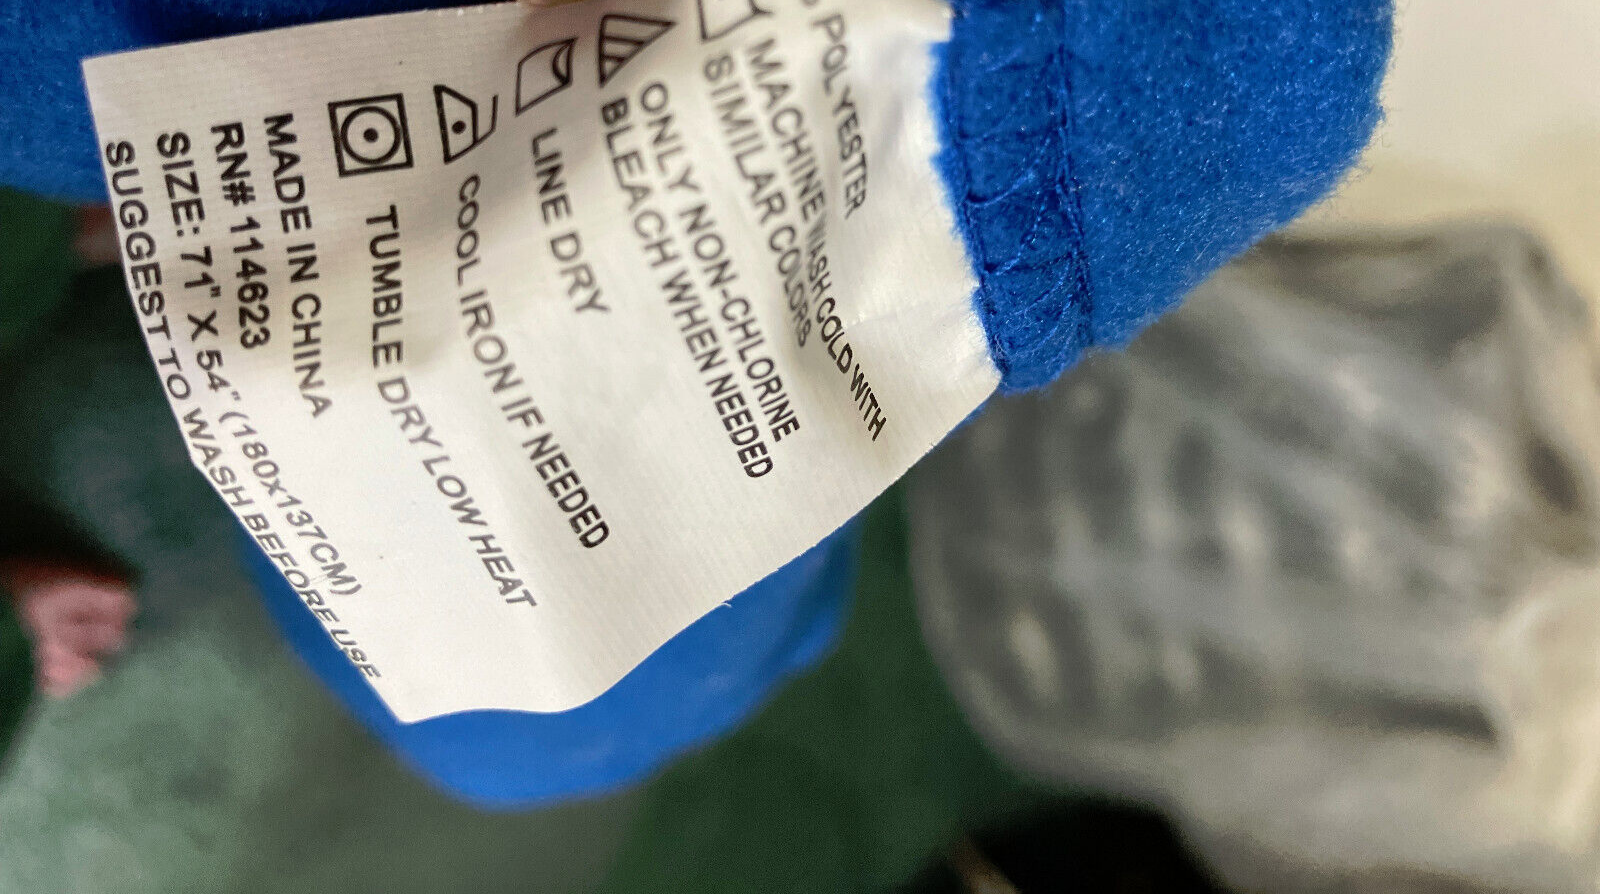 POLYESTER
MACHINE WASH COLD WITH
SIMILAR COLORS
ONLY NON-CHLORINE
BLEACH WHEN NEEDED
LINE DRY
COOL IRON IF NEEDED
TUMBLE DRY LOW HEAT
MADE IN CHINA
RN# 114623
SIZE: 71" X 54" (180x137CM)
SUGGEST TO WASH BEFORE USE